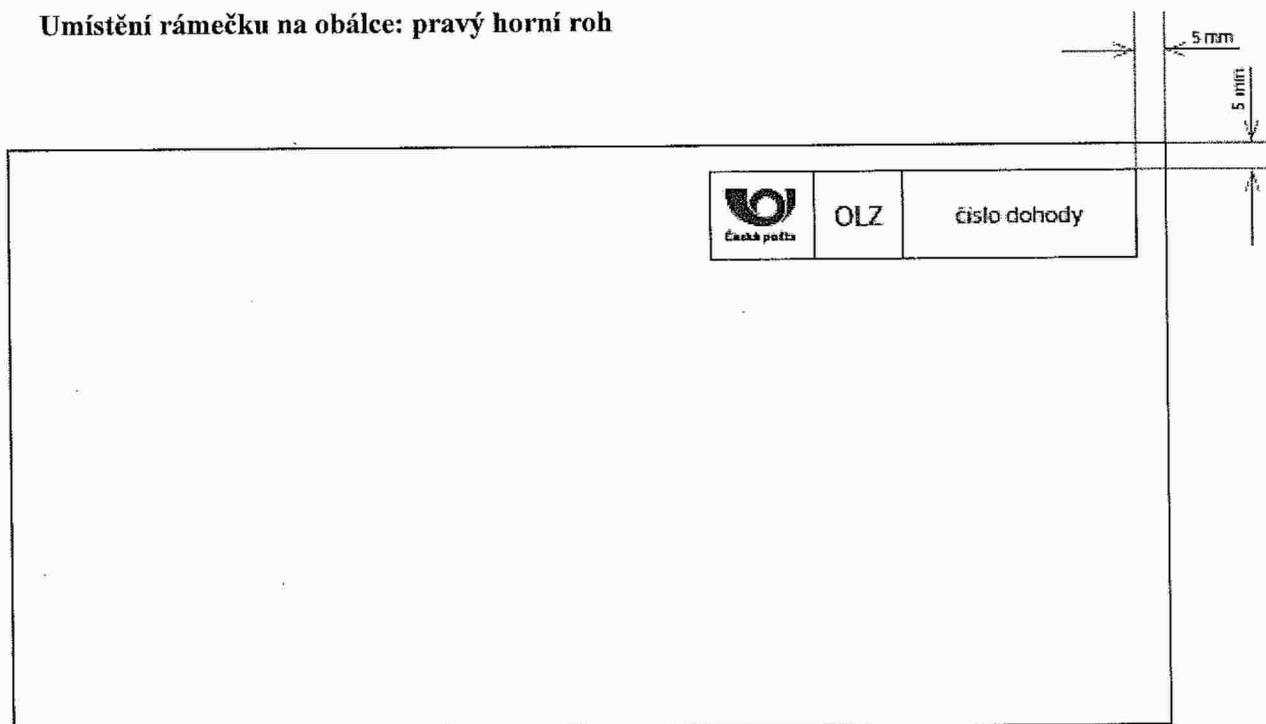 Umístění rámečku na obálce: pravý horní roh
5 mm
5 mm
Česká pošta
OLZ
číslo dohody